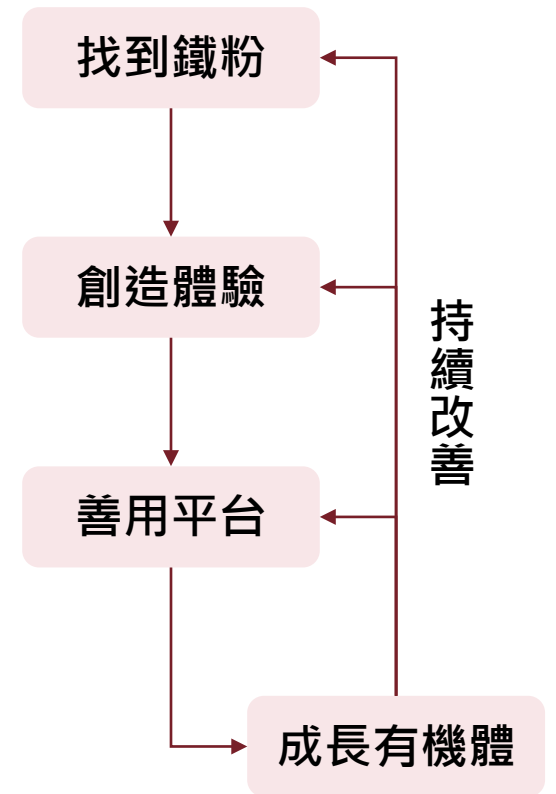 找到鐵粉
創造體驗
持續改善
善用平台
成長有機體